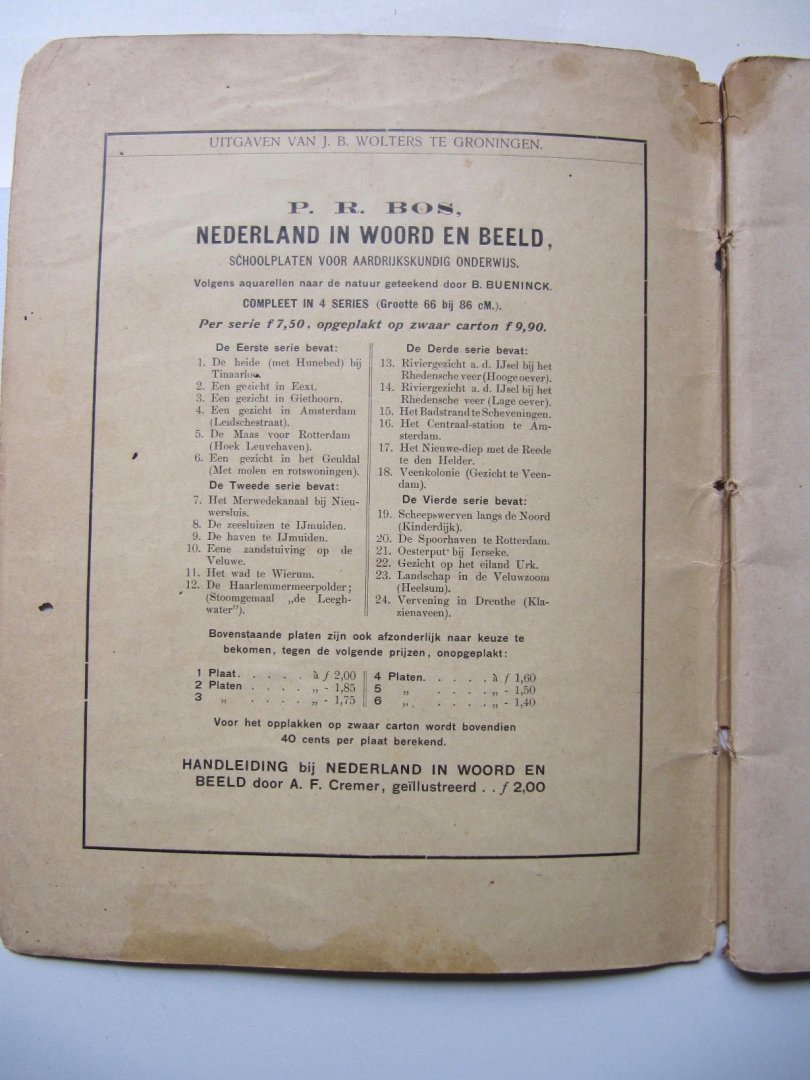 UITGAVEN VAN J. B. WOLTERS TE GRONINGEN.
P. R. BOS,
NEDERLAND IN WOORD EN BEELD,
SCHOOLPLATEN VOOR AARDRIJKSKUNDIG ONDERWIJS.
Volgens aquarellen naar de natuur geteekend door B. BUENINCK.
COMPLEET IN 4 SERIES (Grootte 66 bij 86 cM.).
Per serie f 7,50, opgeplakt op zwaar carton f 9,90.
De Eerste serie bevat:
1. De heide (met Hunebed) bij
Tinaarloo.
2. Een gezicht in Eext.
3. Een gezicht in Giethoorn.
4. Een gezicht in Amsterdam
(Leidschestraat).
5. De Maas voor Rotterdam
(Hoek Leuvehaven).
6. Een gezicht in het Geuldal
(Met molen en rotswoningen).
De Tweede serie bevat:
7. Het Merwedekanaal bij Nieu-
wersluis.
8. De zeesluizen te IJmuiden.
9. De haven te IJmuiden.
10. Eene zandstuiving op de
Veluwe.
11. Het wad te Wierum.
12. De Haarlemmermeerpolder;
(Stoomgemaal „de Leegh-
water”).
De Derde serie bevat:
13. Riviergezicht a. d. IJsel bij het
Rhedensche veer (Hooge oever).
14. Riviergezicht a. d. IJsel bij het
Rhedensche veer (Lage oever).
15. Het Badstrand te Scheveningen.
16. Het Centraal-station te Am-
sterdam.
17. Het Nieuwe-diep met de Reede
te den Helder.
18. Veenkolonie (Gezicht te Veen-
dam).
De Vierde serie bevat:
19. Scheepswerven langs de Noord
(Kinderdijk).
20. De Spoorhaven te Rotterdam.
21. Oesterput bij Ierseke.
22. Gezicht op het eiland Urk.
23. Landschap in de Veluwzoom
(Heelsum).
24. Vervening in Drenthe (Kla-
zienaveen).
Bovenstaande platen zijn ook afzonderlijk naar keuze te
bekomen, tegen de volgende prijzen, onopgeplakt:
1 Plaat. . . . . à f 2,00
2 Platen . . . . „ - 1,85
3 „ . . . . „ - 1,75
4 Platen. . . . . à f 1,60
5 „ . . . . „ - 1,50
6 „ . . . . „ - 1,40
Voor het opplakken op zwaar carton wordt bovendien
40 cents per plaat berekend.
HANDLEIDING bij NEDERLAND IN WOORD EN
BEELD door A. F. Cremer, geïllustreerd . . f 2,00